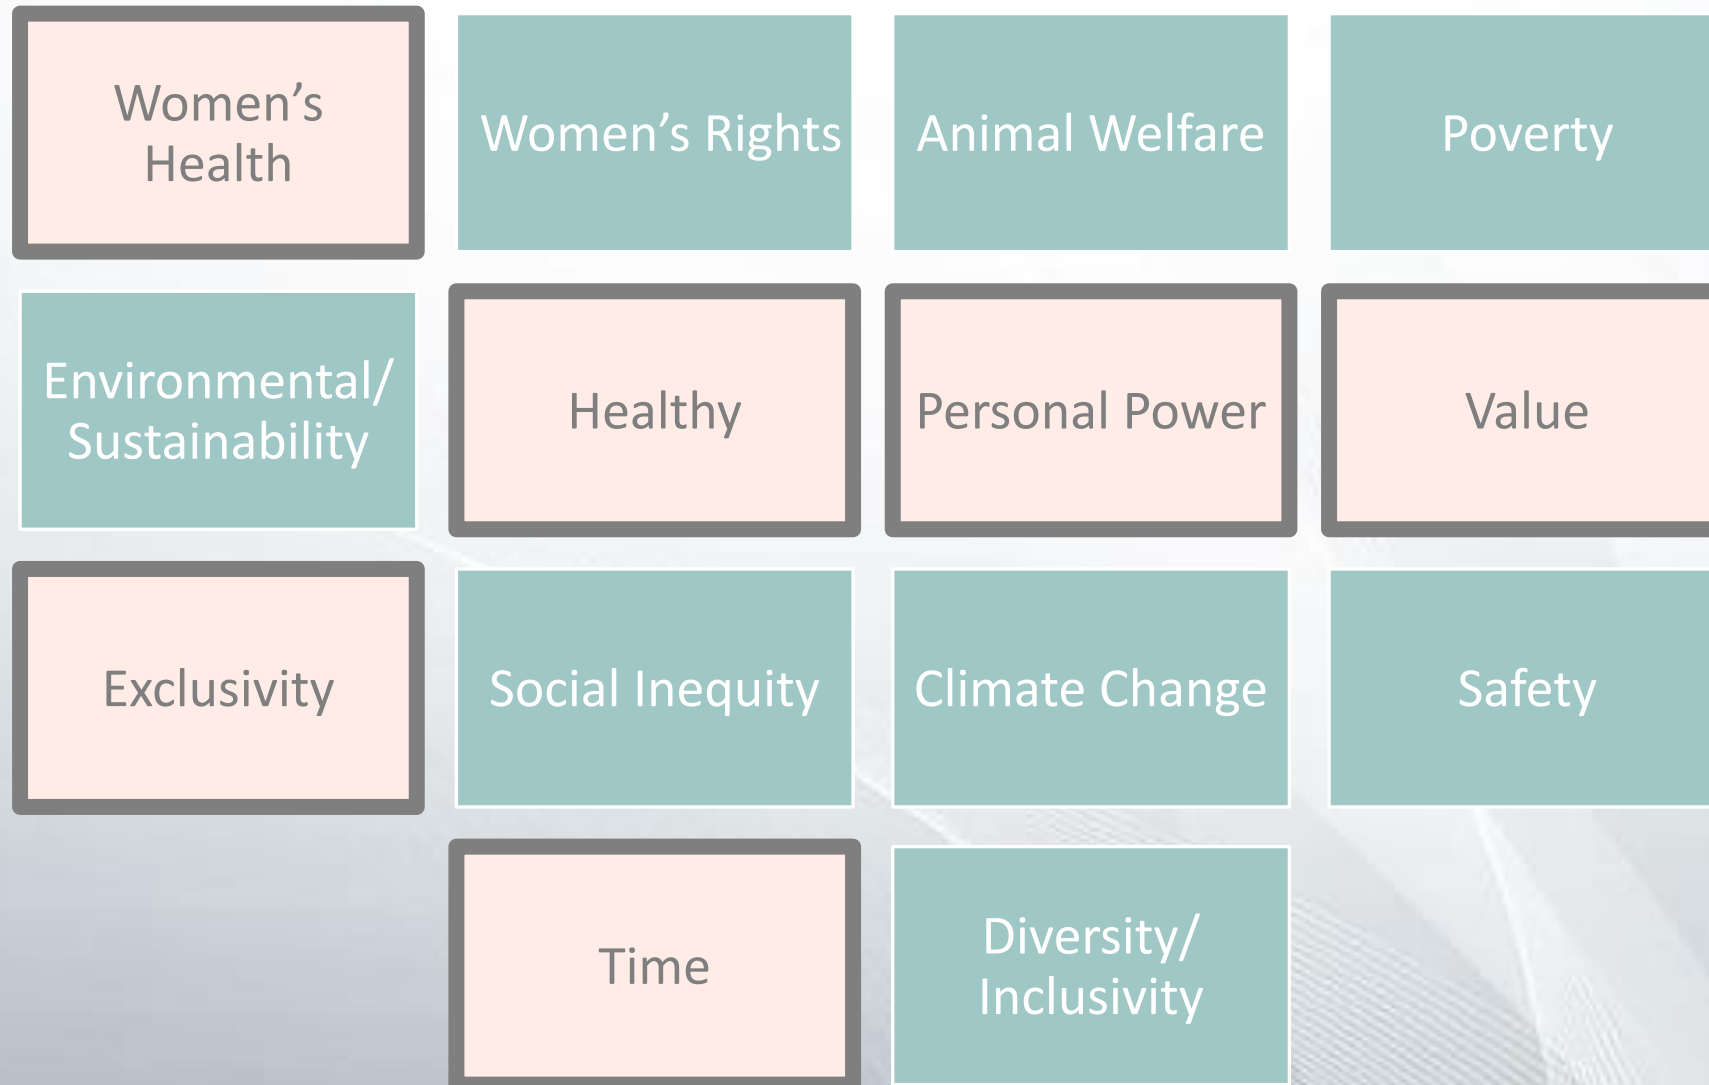 Women’s
Health
Women’s Rights
Animal Welfare
Poverty
Environmental/
Sustainability
Healthy
Personal Power
Value
Exclusivity
Social Inequity
Climate Change
Safety
Time
Diversity/
Inclusivity